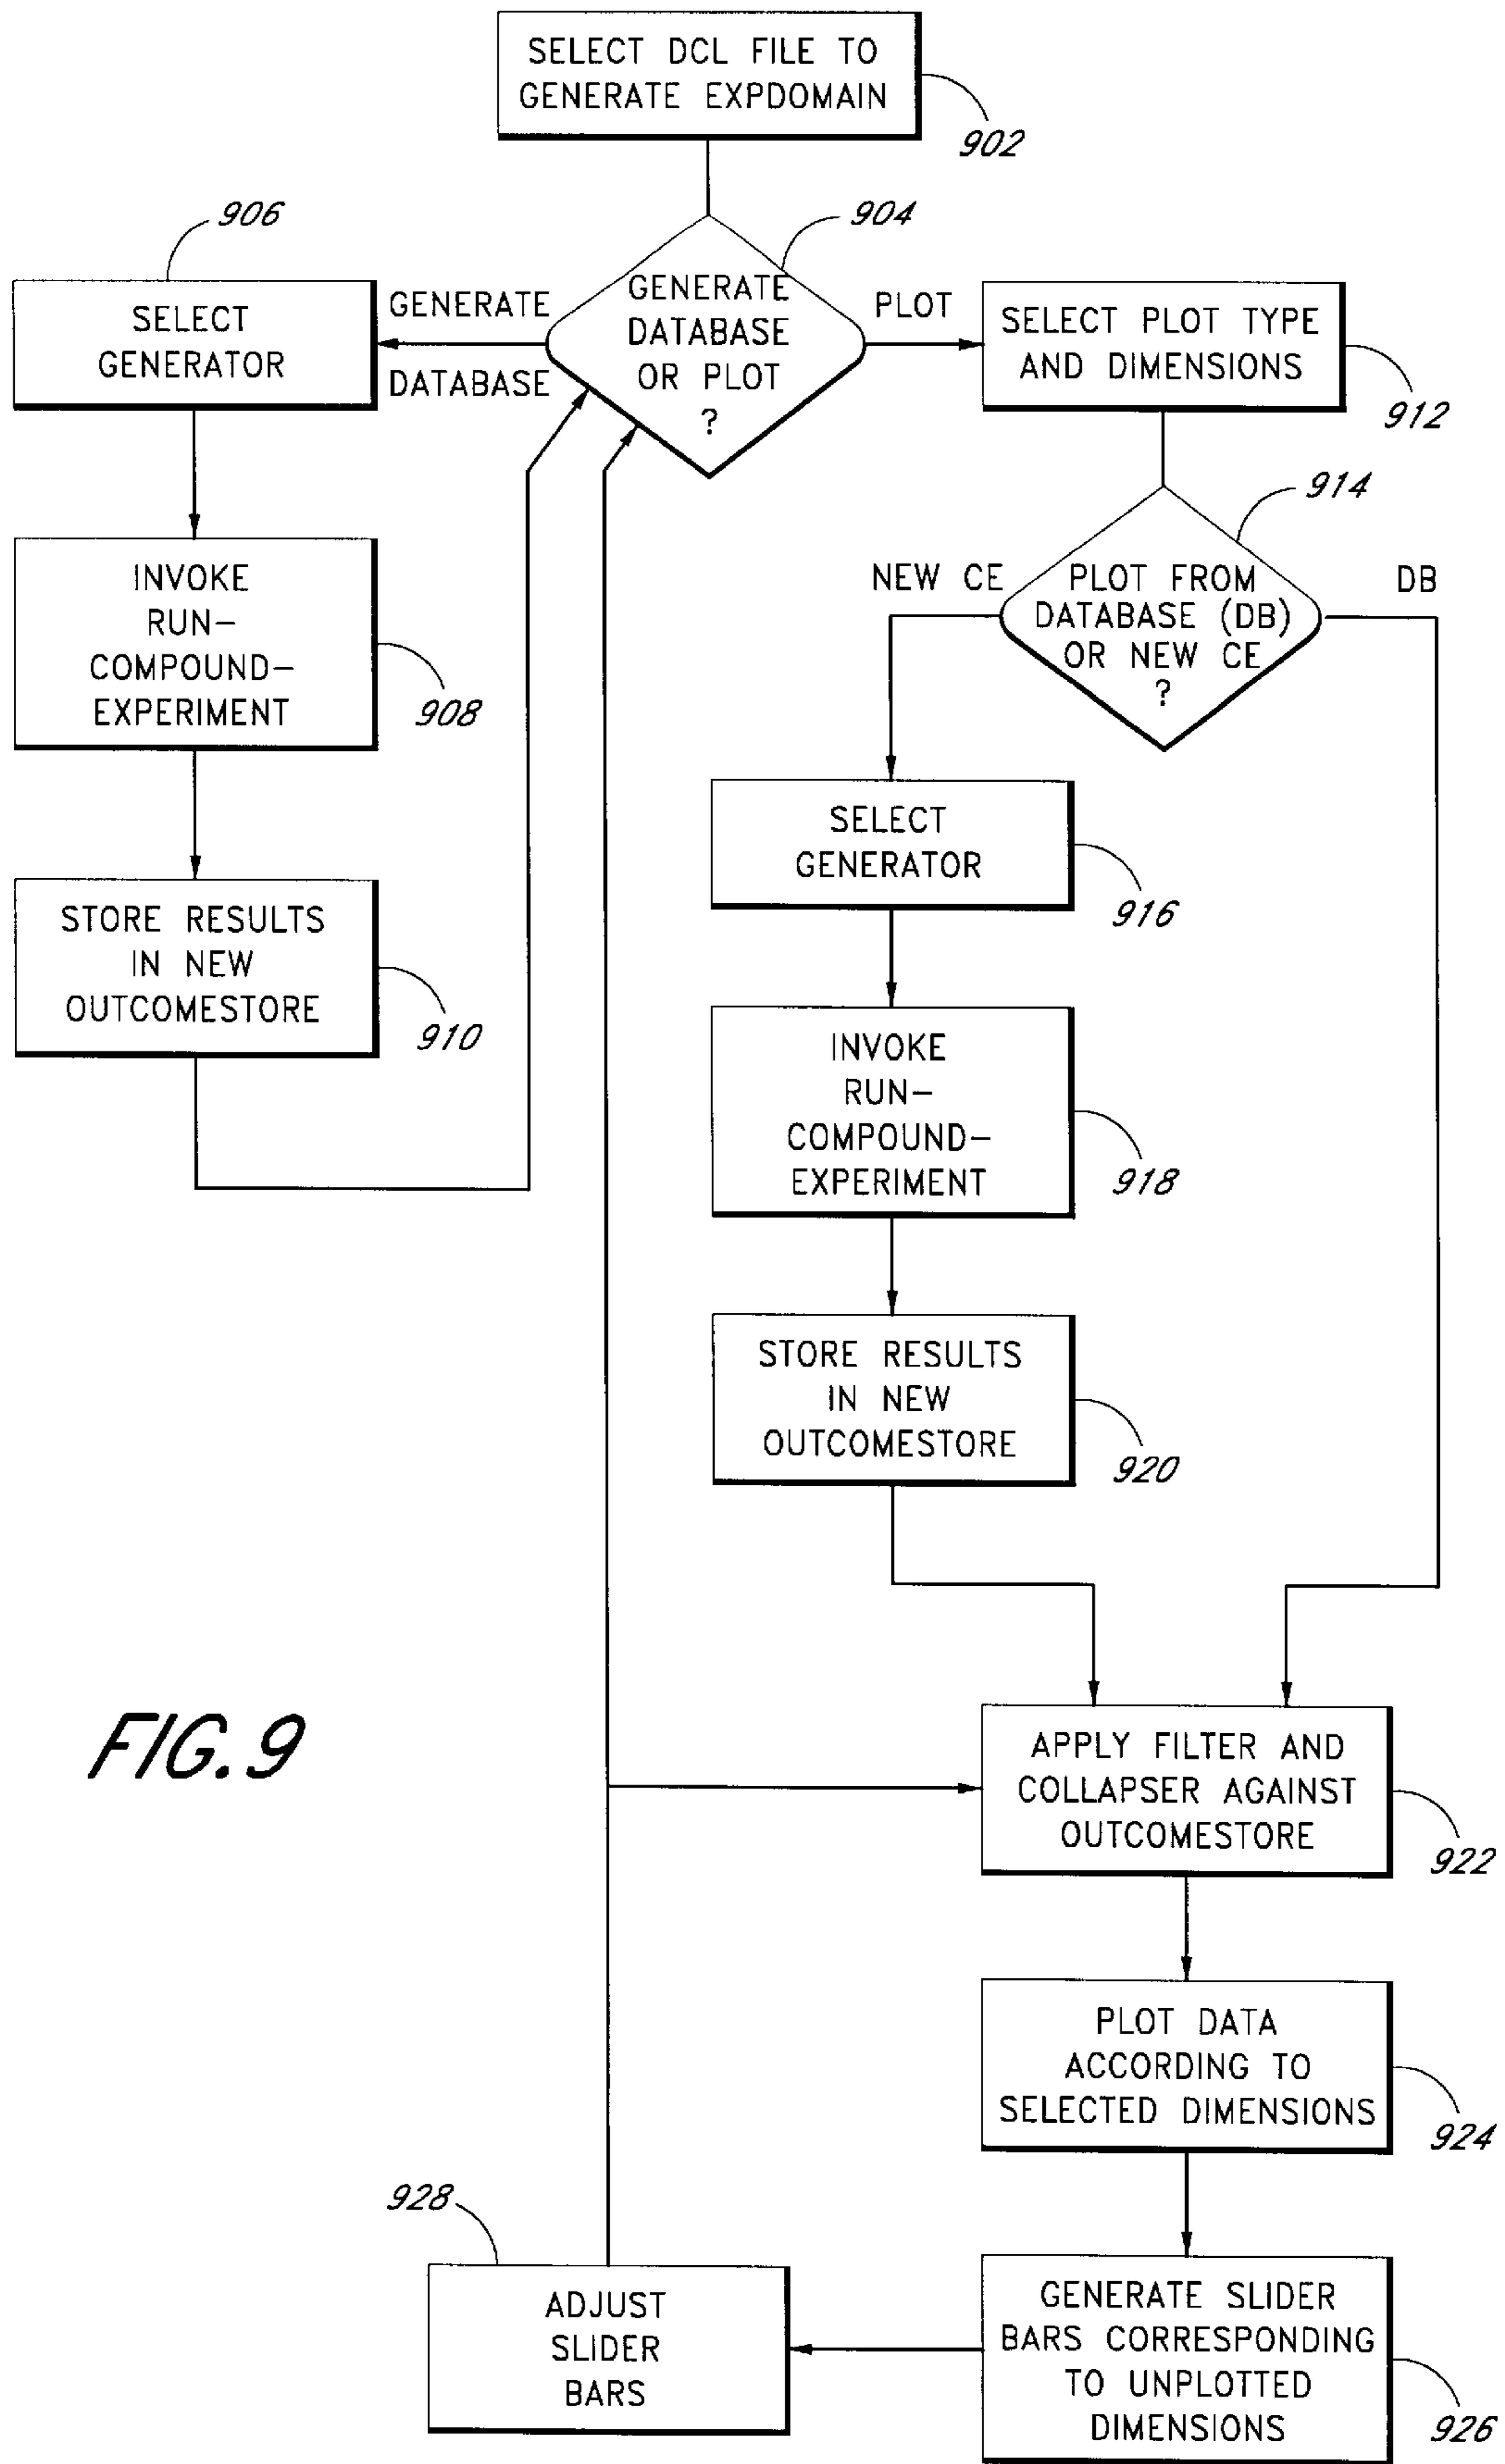 SELECT DCL FILE TO
GENERATE EXPDOMAIN
902
904
GENERATE
DATABASE
OR PLOT
?
906
SELECT
GENERATOR
GENERATE
DATABASE
PLOT
SELECT PLOT TYPE
AND DIMENSIONS
912
INVOKE
RUN-
COMPOUND-
EXPERIMENT
908
STORE RESULTS
IN NEW
OUTCOMESTORE
910
914
PLOT FROM
DATABASE (DB)
OR NEW CE
?
NEW CE
DB
SELECT
GENERATOR
916
INVOKE
RUN-
COMPOUND-
EXPERIMENT
918
STORE RESULTS
IN NEW
OUTCOMESTORE
920
FIG. 9
APPLY FILTER AND
COLLAPSER AGAINST
OUTCOMESTORE
922
PLOT DATA
ACCORDING TO
SELECTED DIMENSIONS
924
GENERATE SLIDER
BARS CORRESPONDING
TO UNPLOTTED
DIMENSIONS
926
928
ADJUST
SLIDER
BARS